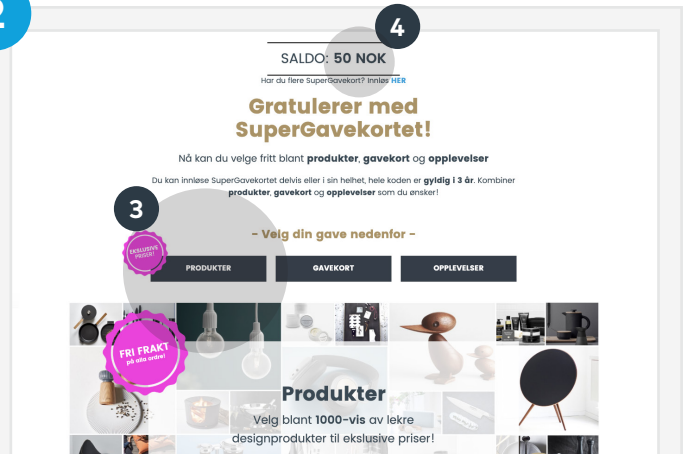 2
4
SALDO: 50 NOK
Har du flere SuperGavekort? Innløs HER
Gratulerer med
SuperGavekortet!
Nå kan du velge fritt blant produkter, gavekort og opplevelser
Du kan innløse SuperGavekortet delvis eller i sin helhet, hele koden er gyldig i 3 år. Kombiner
produkter, gavekort og opplevelser som du ønsker!
3
- Velg din gave nedenfor -
EKSLUSIVE
PRISER!
PRODUKTER GAVEKORT OPPLEVELSER
FRI FRAKT
på alla ordre!
Produkter
Velg blant 1000-vis av lekre
designprodukter til ekslusive priser!